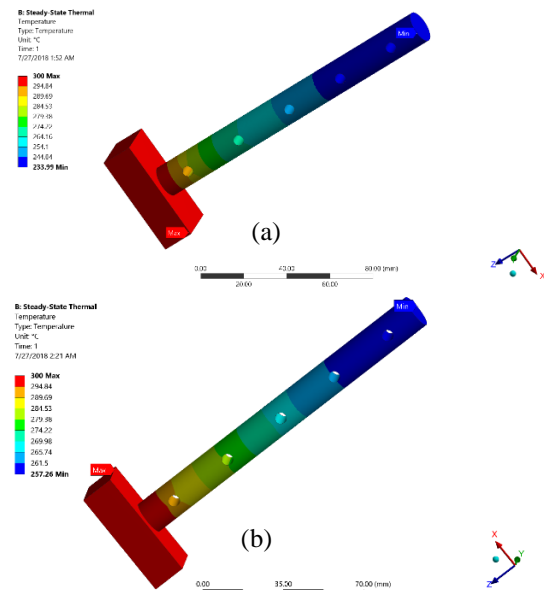 B: Steady-State Thermal
Temperature
Type: Temperature
Unit: °C
Time: 1
7/27/2018 1:52 AM
300 Max
294.84
289.69
284.53
279.38
274.22
264.16
254.1
244.04
233.99 Min
Min
Max
(a)
0.00 40.00 80.00 (mm)
20.00 60.00
Z
X
B: Steady-State Thermal
Temperature
Type: Temperature
Unit: °C
Time: 1
7/27/2018 2:21 AM
300 Max
294.84
289.69
284.53
279.38
274.22
269.98
265.74
261.5
257.26 Min
Min
Max
(b)
0.00 35.00 70.00 (mm)
X
Y
Z